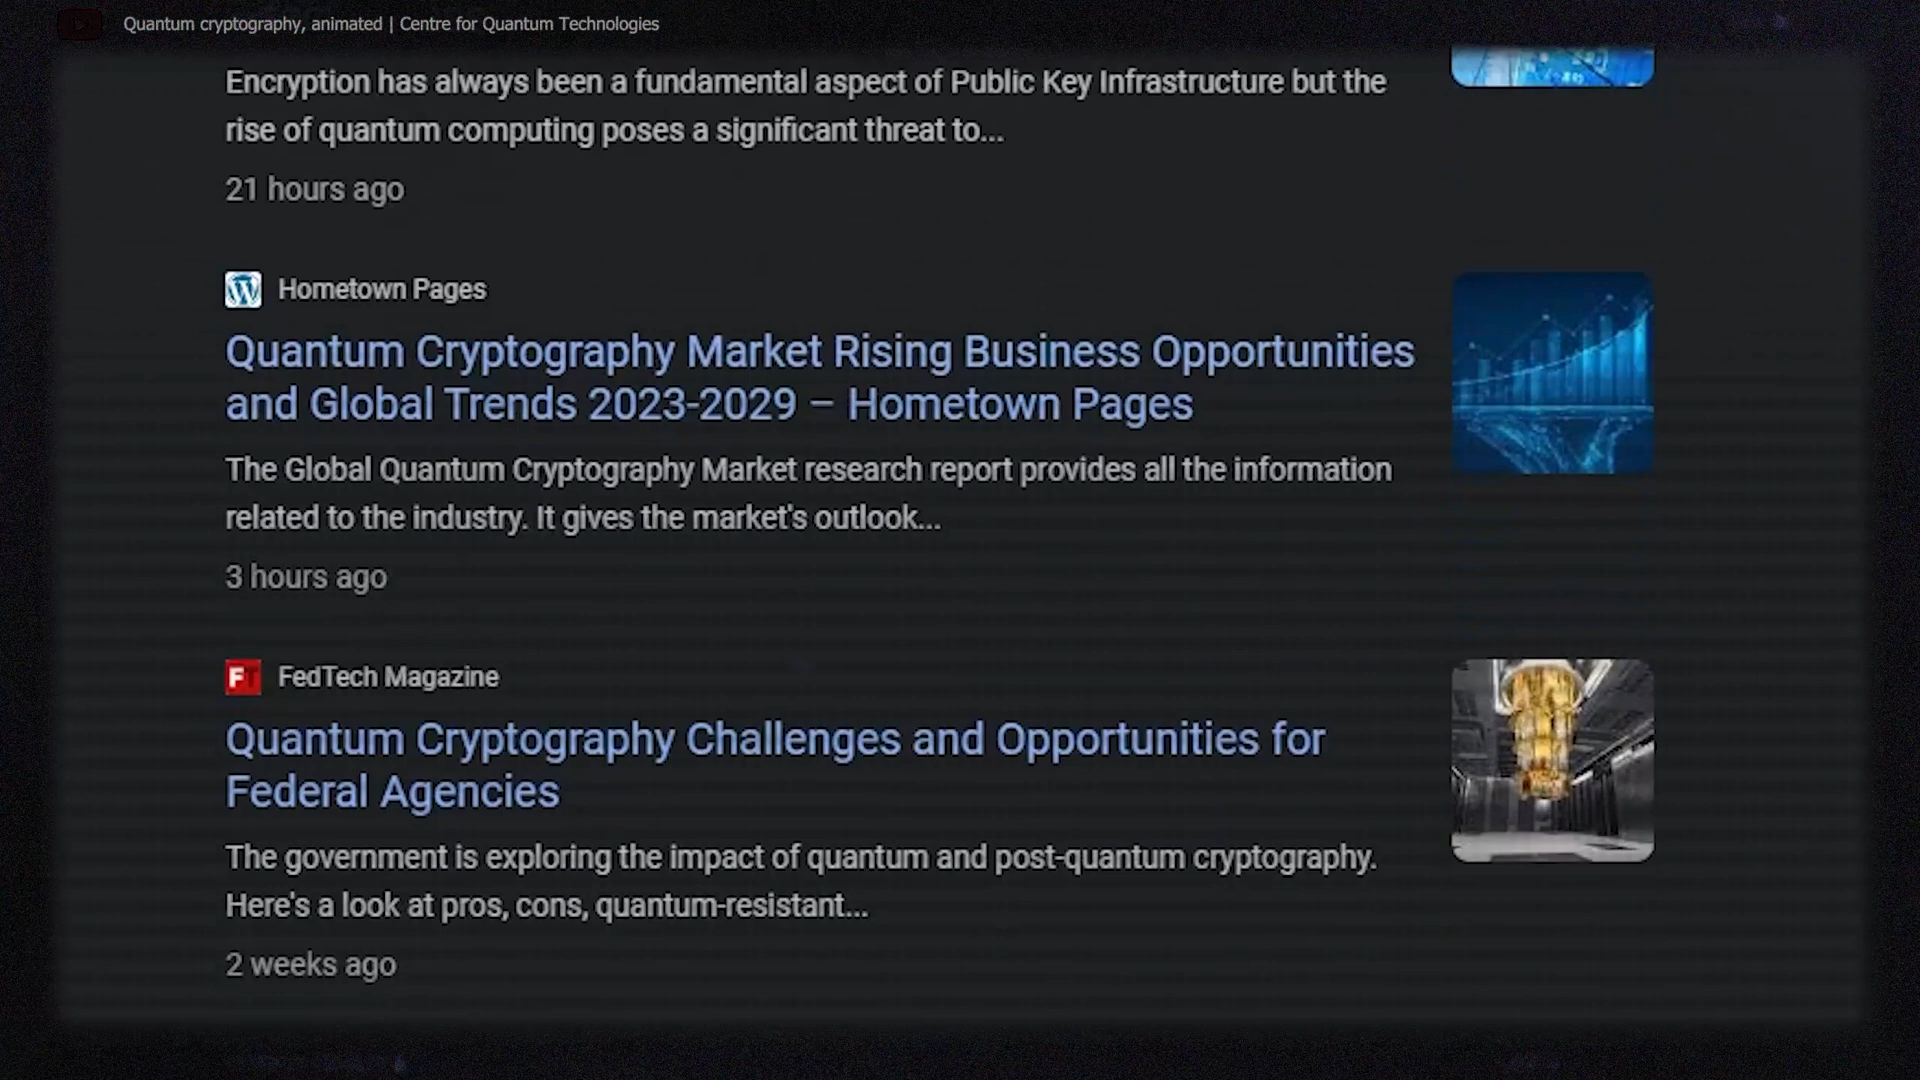 Quantum cryptography, animated | Centre for Quantum Technologies
Encryption has always been a fundamental aspect of Public Key Infrastructure but the
rise of quantum computing poses a significant threat to...
21 hours ago
Hometown Pages
Quantum Cryptography Market Rising Business Opportunities
and Global Trends 2023-2029 – Hometown Pages
The Global Quantum Cryptography Market research report provides all the information
related to the industry. It gives the market's outlook...
3 hours ago
FT FedTech Magazine
Quantum Cryptography Challenges and Opportunities for
Federal Agencies
The government is exploring the impact of quantum and post-quantum cryptography.
Here's a look at pros, cons, quantum-resistant...
2 weeks ago